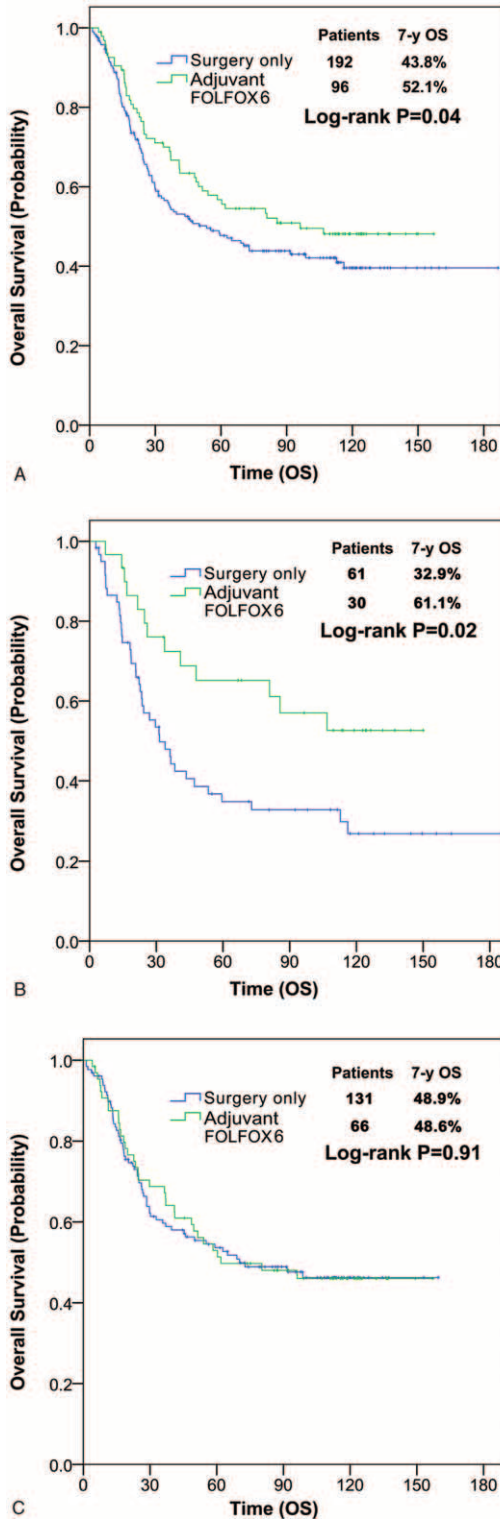 Patients 7-y OS
Surgery only 192 43.8%
Adjuvant FOLFOX6 96 52.1%
Log-rank P=0.04
Overall Survival (Probability)
1.0
0.8
0.6
0.4
0.2
0.0
0 30 60 90 120 150 180
Time (OS)
A
Patients 7-y OS
Surgery only 61 32.9%
Adjuvant FOLFOX6 30 61.1%
Log-rank P=0.02
Overall Survival (Probability)
1.0
0.8
0.6
0.4
0.2
0.0
0 30 60 90 120 150 180
Time (OS)
B
Patients 7-y OS
Surgery only 131 48.9%
Adjuvant FOLFOX6 66 48.6%
Log-rank P=0.91
Overall Survival (Probability)
1.0
0.8
0.6
0.4
0.2
0.0
0 30 60 90 120 150 180
Time (OS)
C